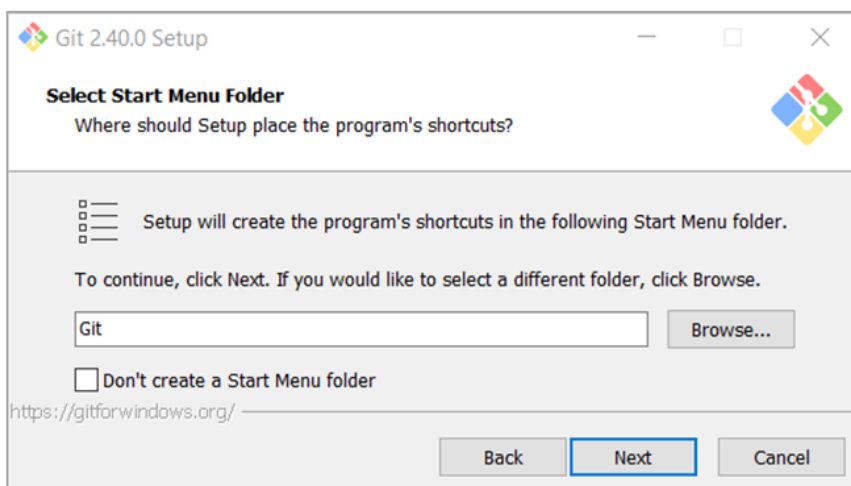 Git 2.40.0 Setup
Select Start Menu Folder
Where should Setup place the program's shortcuts?
Setup will create the program's shortcuts in the following Start Menu folder.
To continue, click Next. If you would like to select a different folder, click Browse.
Git
Browse...
Don't create a Start Menu folder
https://gitforwindows.org/
Back
Next
Cancel